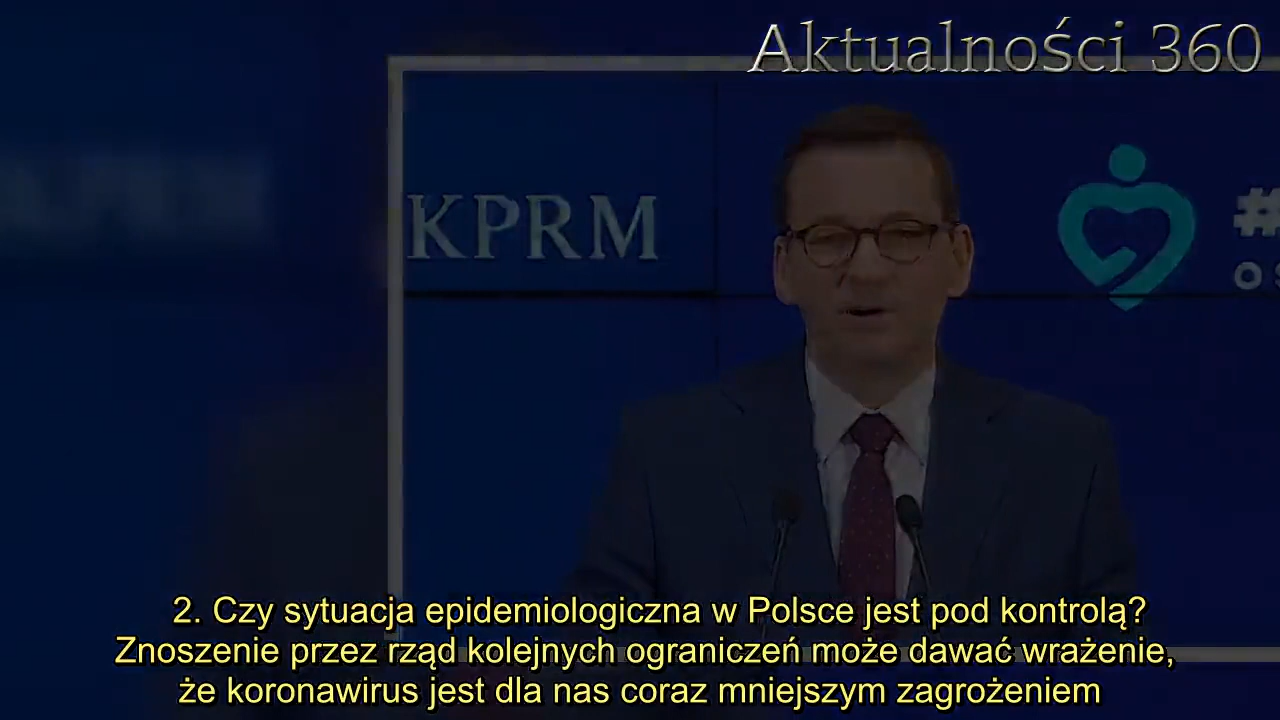 Aktualności 360
KPRM
#
2. Czy sytuacja epidemiologiczna w Polsce jest pod kontrolą?
Znoszenie przez rząd kolejnych ograniczeń może dawać wrażenie,
że koronawirus jest dla nas coraz mniejszym zagrożeniem